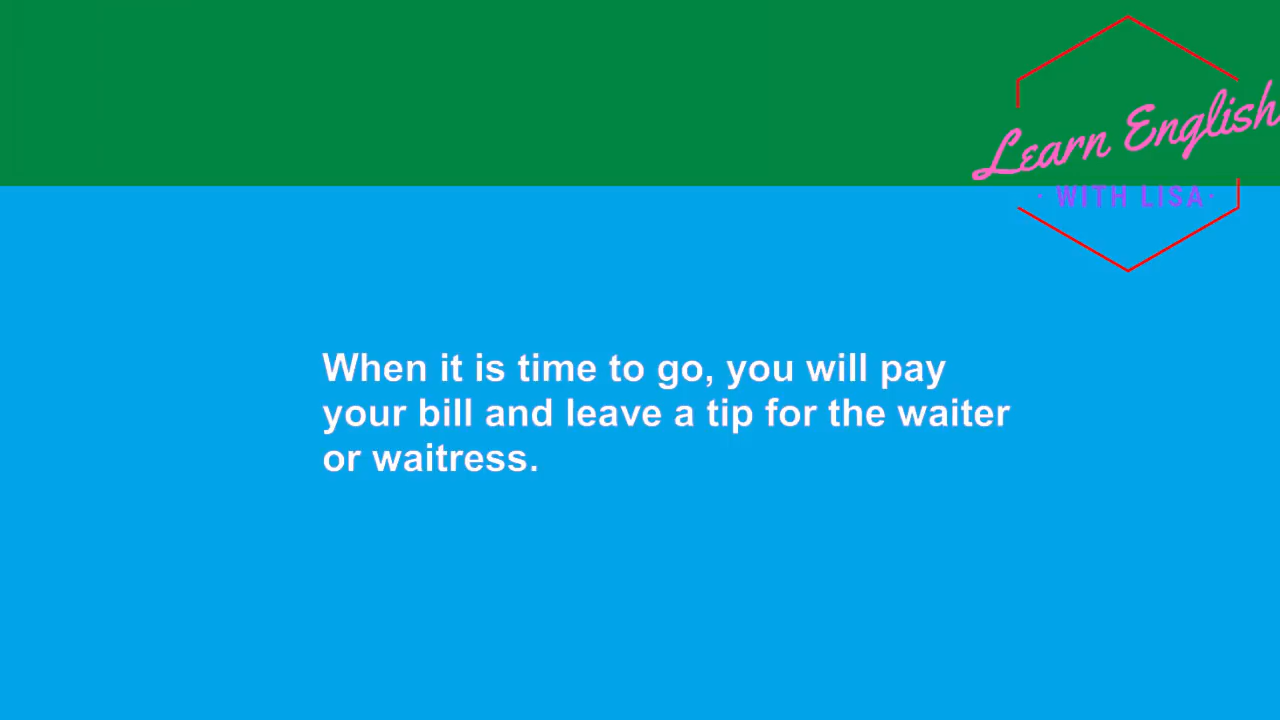 Learn English
· WITH LISA·
When it is time to go, you will pay
your bill and leave a tip for the waiter
or waitress.